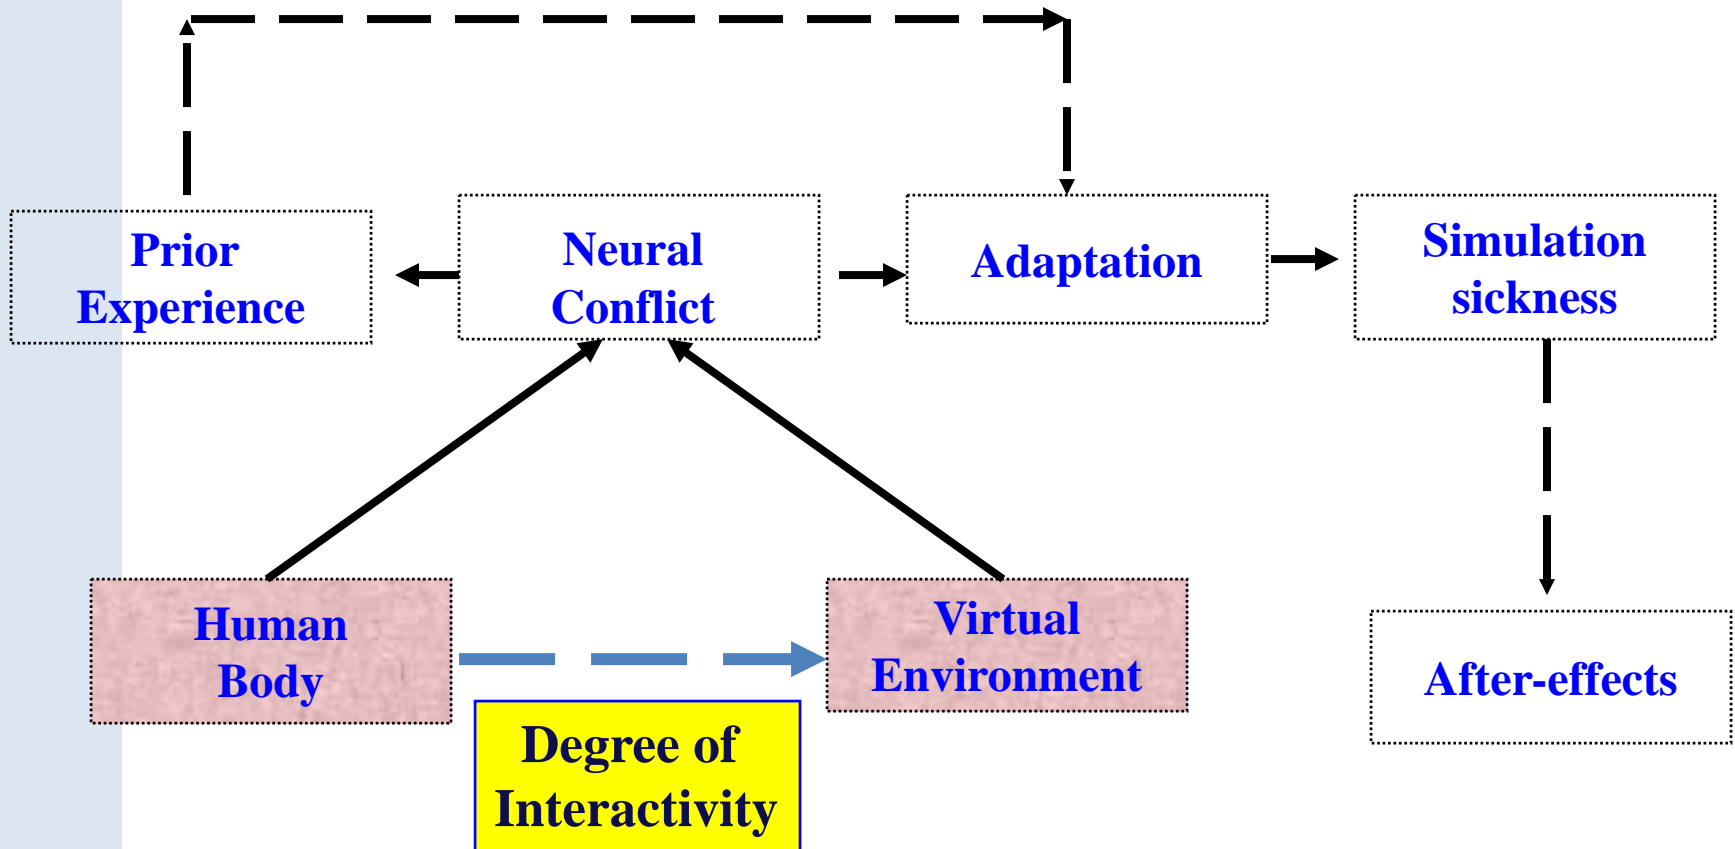 Prior
Experience
Neural
Conflict
Adaptation
Simulation
sickness
Human
Body
Virtual
Environment
After-effects
Degree of
Interactivity